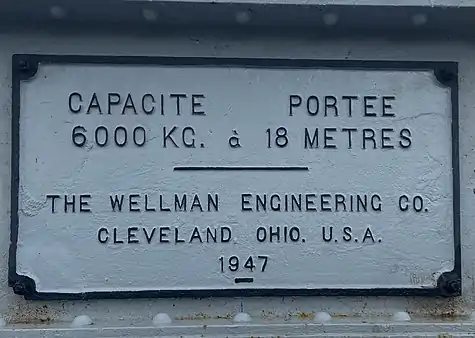 CAPACITE PORTEE
6000 KG. à 18 METRES
THE WELLMAN ENGINEERING CO.
CLEVELAND, OHIO, U.S.A.
1947